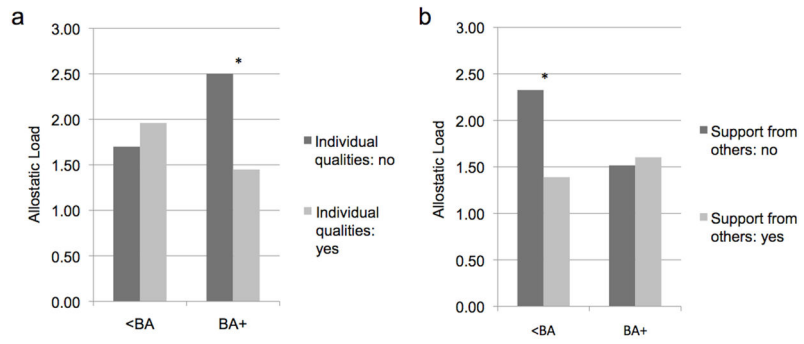 a
3.00
2.50
2.00
1.50
1.00
0.50
0.00
Allostatic Load
*
<BA
BA+
Individual
qualities: no
Individual
qualities:
yes
b
3.00
2.50
2.00
1.50
1.00
0.50
0.00
Allostatic Load
*
<BA
BA+
Support from
others: no
Support from
others: yes